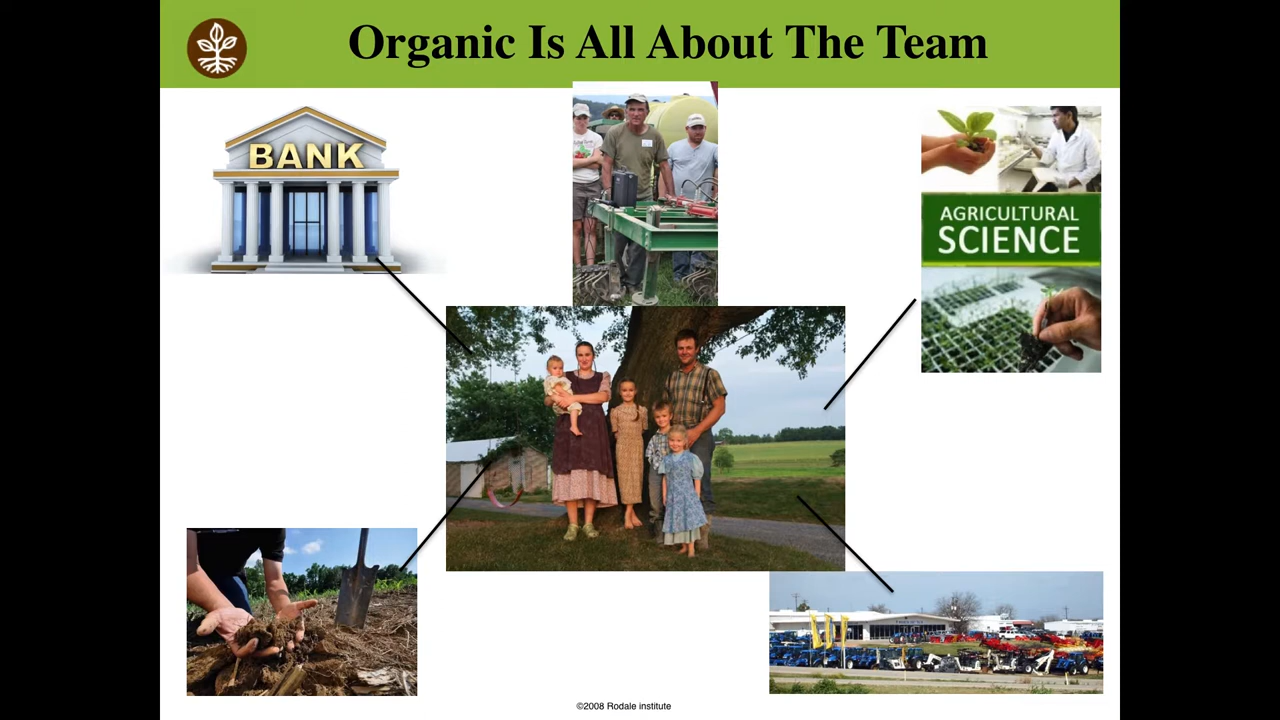 Organic Is All About The Team
BANK
AGRICULTURAL
SCIENCE
©2008 Rodale institute